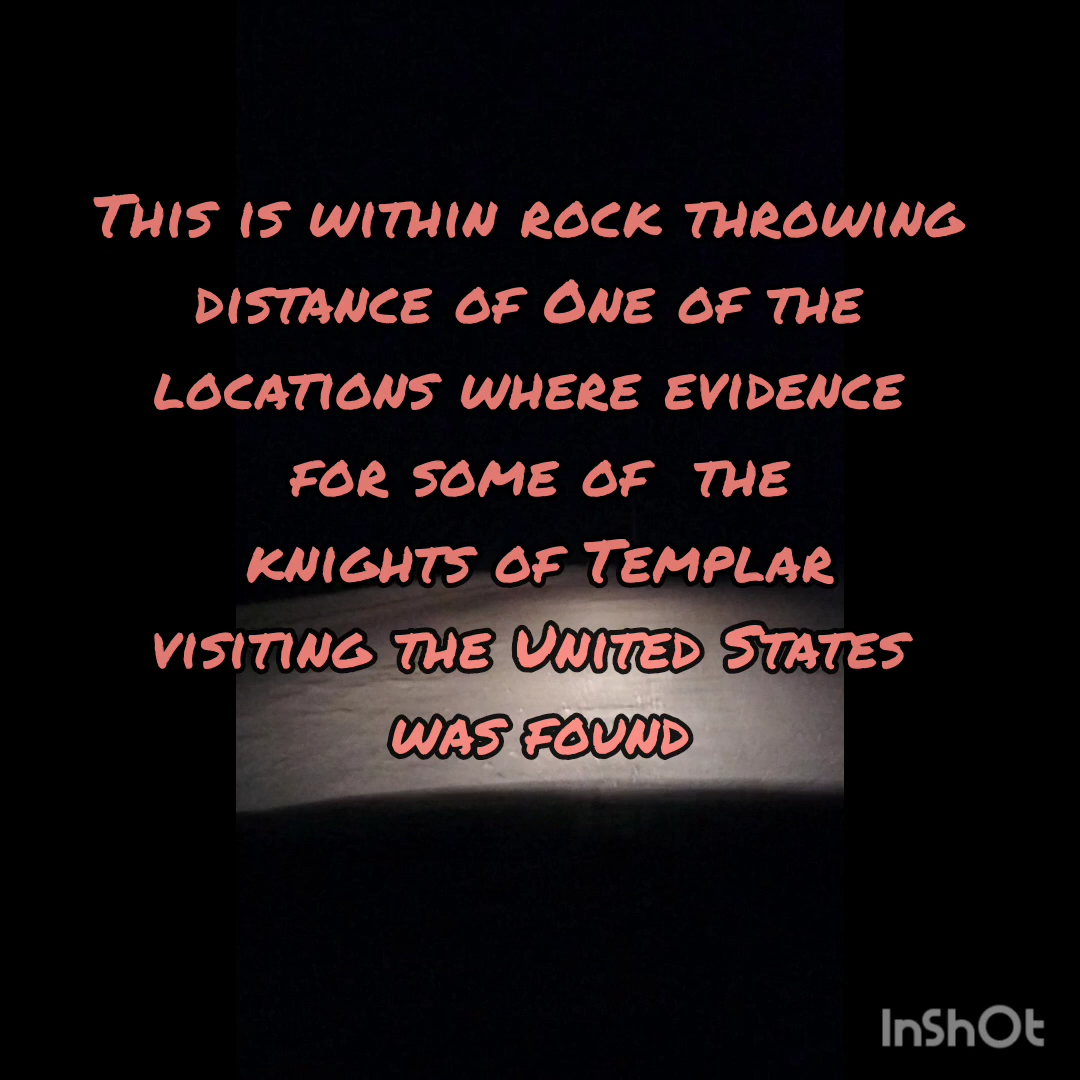 This is within rock throwing
distance of One of the
locations where evidence
for some of  the
knights of Templar
visiting the United States
was found
InShOt